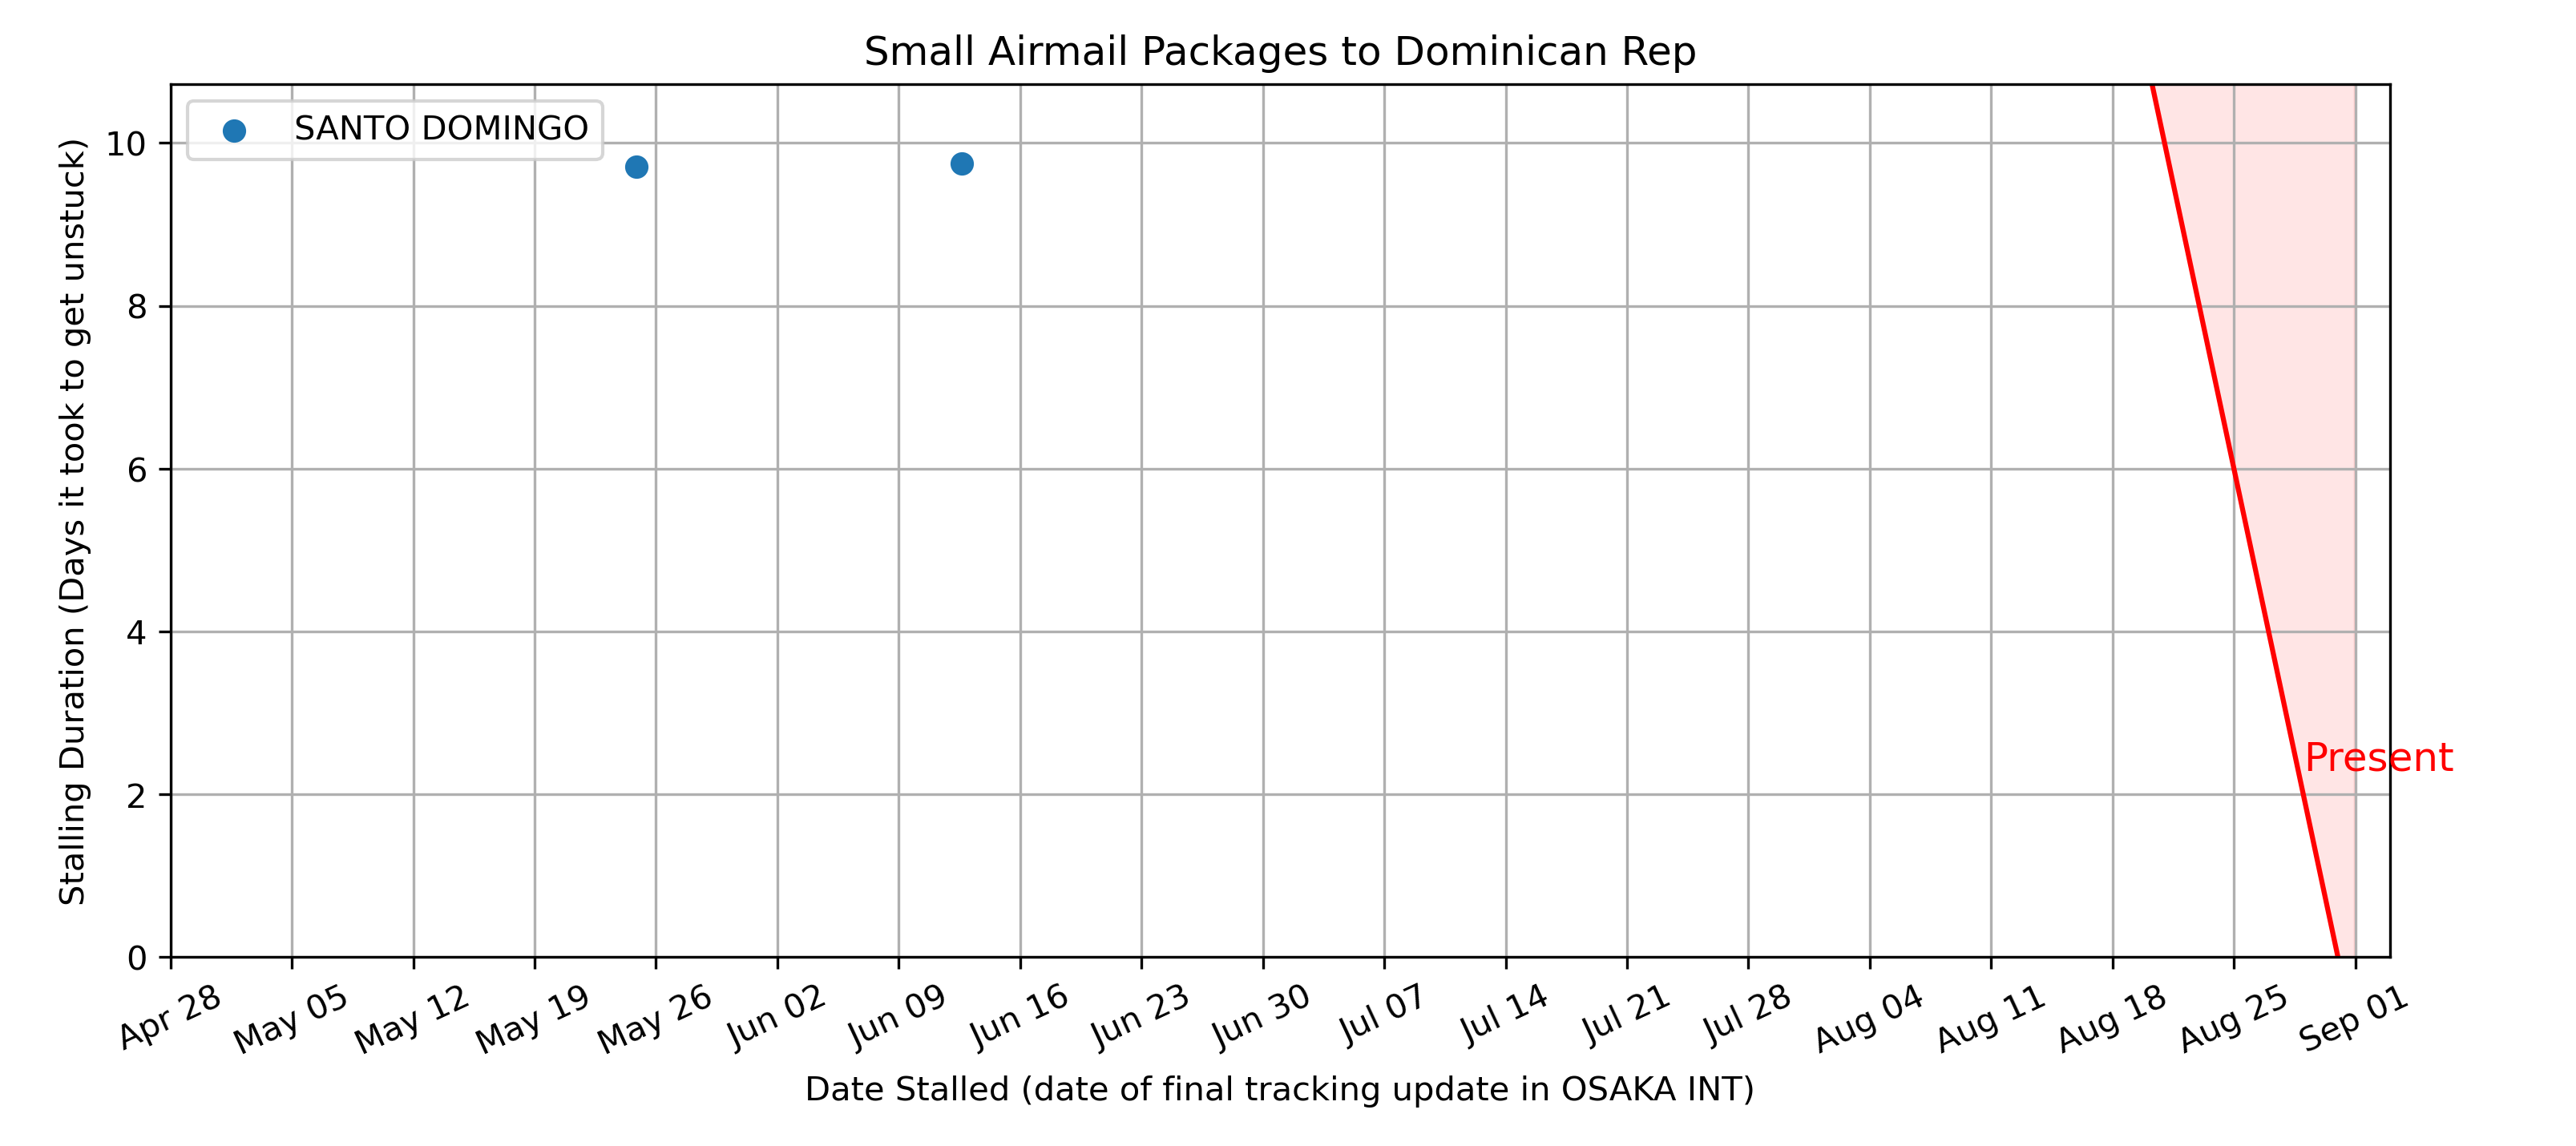 Small Airmail Packages to Dominican Rep
SANTO DOMINGO
Stalling Duration (Days it took to get unstuck)
10
8
6
4
2
0
Present
Apr 28
May 05
May 12
May 19
May 26
Jun 02
Jun 09
Jun 16
Jun 23
Jun 30
Jul 07
Jul 14
Jul 21
Jul 28
Aug 04
Aug 11
Aug 18
Aug 25
Sep 01
Date Stalled (date of final tracking update in OSAKA INT)